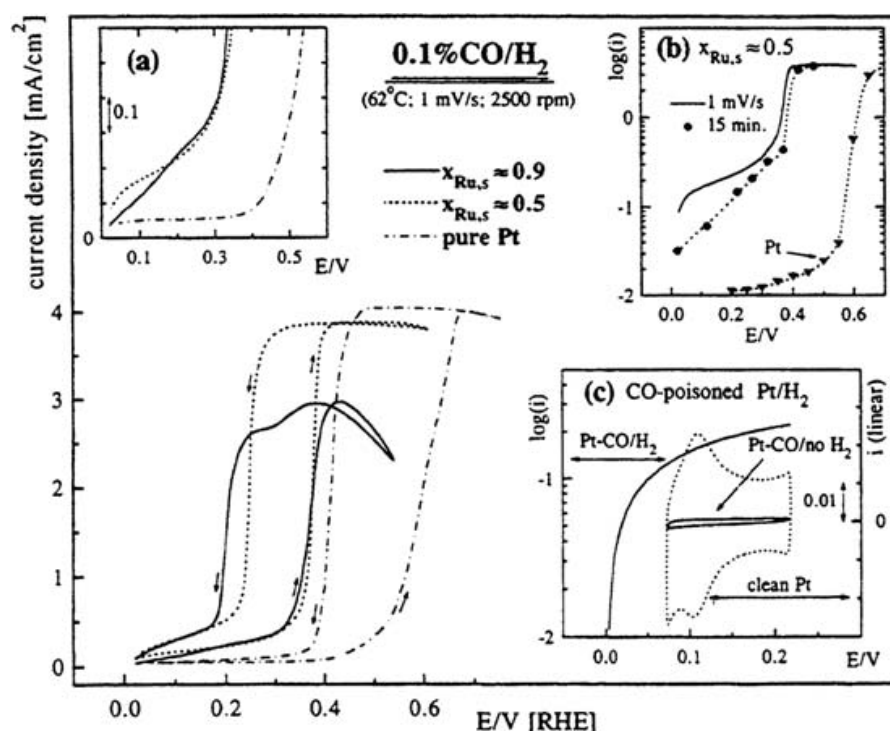 (a)
0.1
0
0.1
0.3
0.5
E/V
current density [mA/cm²]
0.1%CO/H₂
(62°C; 1 mV/s; 2500 rpm)
x_Ru,s ≈ 0.9
x_Ru,s ≈ 0.5
pure Pt
(b) x_Ru,s ≈ 0.5
log(i)
1 mV/s
15 min.
Pt
0
-1
-2
0.0
0.2
0.4
0.6
E/V
(c) CO-poisoned Pt/H₂
log(i)
i (linear)
Pt-CO/H₂
Pt-CO/no H₂
-1
0.01
0
clean Pt
-2
0.0
0.1
0.2
E/V
4
3
2
1
0
0.0
0.2
0.4
0.6
E/V [RHE]